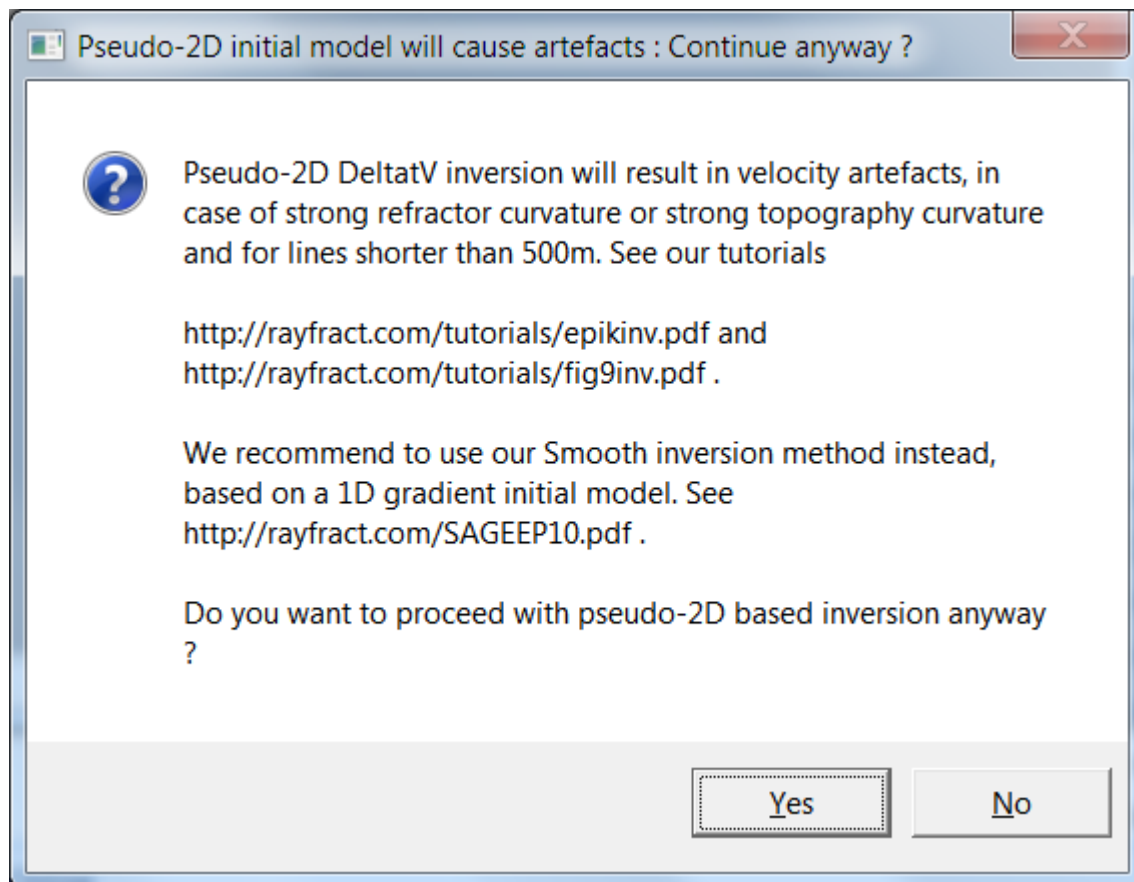 Pseudo-2D initial model will cause artefacts : Continue anyway ?
Pseudo-2D DeltatV inversion will result in velocity artefacts, in
case of strong refractor curvature or strong topography curvature
and for lines shorter than 500m. See our tutorials
http://rayfract.com/tutorials/epikinv.pdf and
http://rayfract.com/tutorials/fig9inv.pdf .
We recommend to use our Smooth inversion method instead,
based on a 1D gradient initial model. See
http://rayfract.com/SAGEEP10.pdf .
Do you want to proceed with pseudo-2D based inversion anyway
?
Yes
No